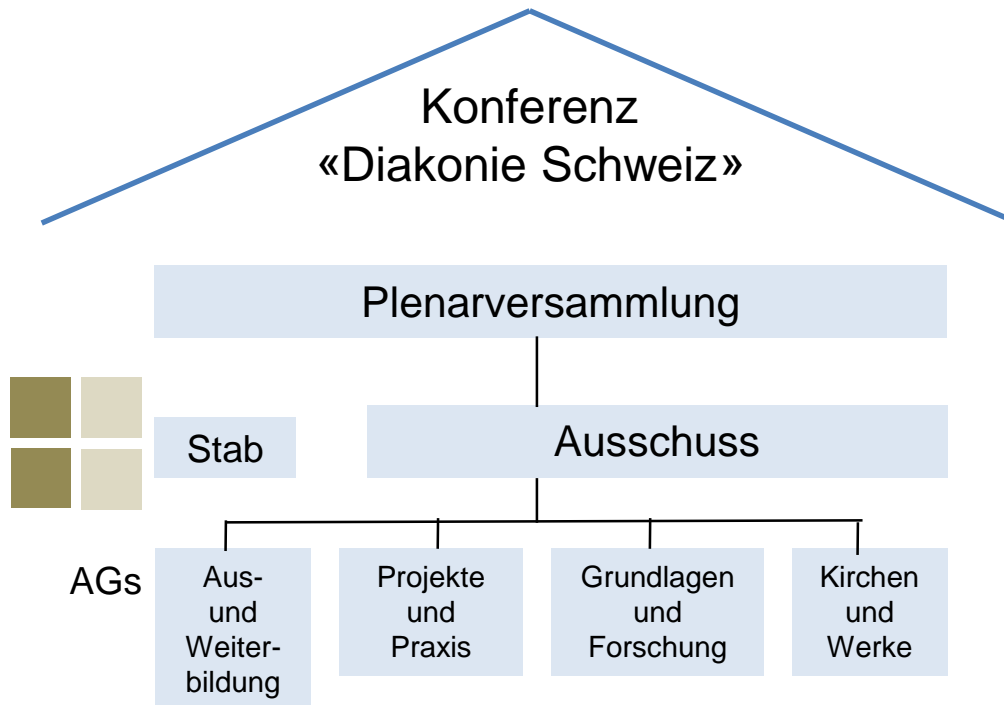 Konferenz
«Diakonie Schweiz»
Plenarversammlung
Stab
Ausschuss
AGs
Aus-
und
Weiter-
bildung
Projekte
und
Praxis
Grundlagen
und
Forschung
Kirchen
und
Werke